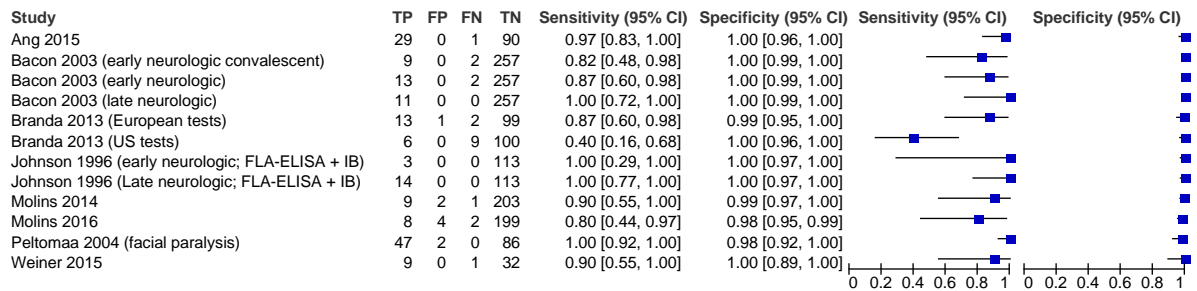 Study TP FP FN TN Sensitivity (95% CI) Specificity (95% CI) Sensitivity (95% CI) Specificity (95% CI)
Ang 2015 29 0 1 90 0.97 [0.83, 1.00] 1.00 [0.96, 1.00]
Bacon 2003 (early neurologic convalescent) 9 0 2 257 0.82 [0.48, 0.98] 1.00 [0.99, 1.00]
Bacon 2003 (early neurologic) 13 0 2 257 0.87 [0.60, 0.98] 1.00 [0.99, 1.00]
Bacon 2003 (late neurologic) 11 0 0 257 1.00 [0.72, 1.00] 1.00 [0.99, 1.00]
Branda 2013 (European tests) 13 1 2 99 0.87 [0.60, 0.98] 0.99 [0.95, 1.00]
Branda 2013 (US tests) 6 0 9 100 0.40 [0.16, 0.68] 1.00 [0.96, 1.00]
Johnson 1996 (early neurologic; FLA-ELISA + IB) 3 0 0 113 1.00 [0.29, 1.00] 1.00 [0.97, 1.00]
Johnson 1996 (Late neurologic; FLA-ELISA + IB) 14 0 0 113 1.00 [0.77, 1.00] 1.00 [0.97, 1.00]
Molins 2014 9 2 1 203 0.90 [0.55, 1.00] 0.99 [0.97, 1.00]
Molins 2016 8 4 2 199 0.80 [0.44, 0.97] 0.98 [0.95, 0.99]
Peltomaa 2004 (facial paralysis) 47 2 0 86 1.00 [0.92, 1.00] 0.98 [0.92, 1.00]
Weiner 2015 9 0 1 32 0.90 [0.55, 1.00] 1.00 [0.89, 1.00]
0 0.2 0.4 0.6 0.8 1 0 0.2 0.4 0.6 0.8 1